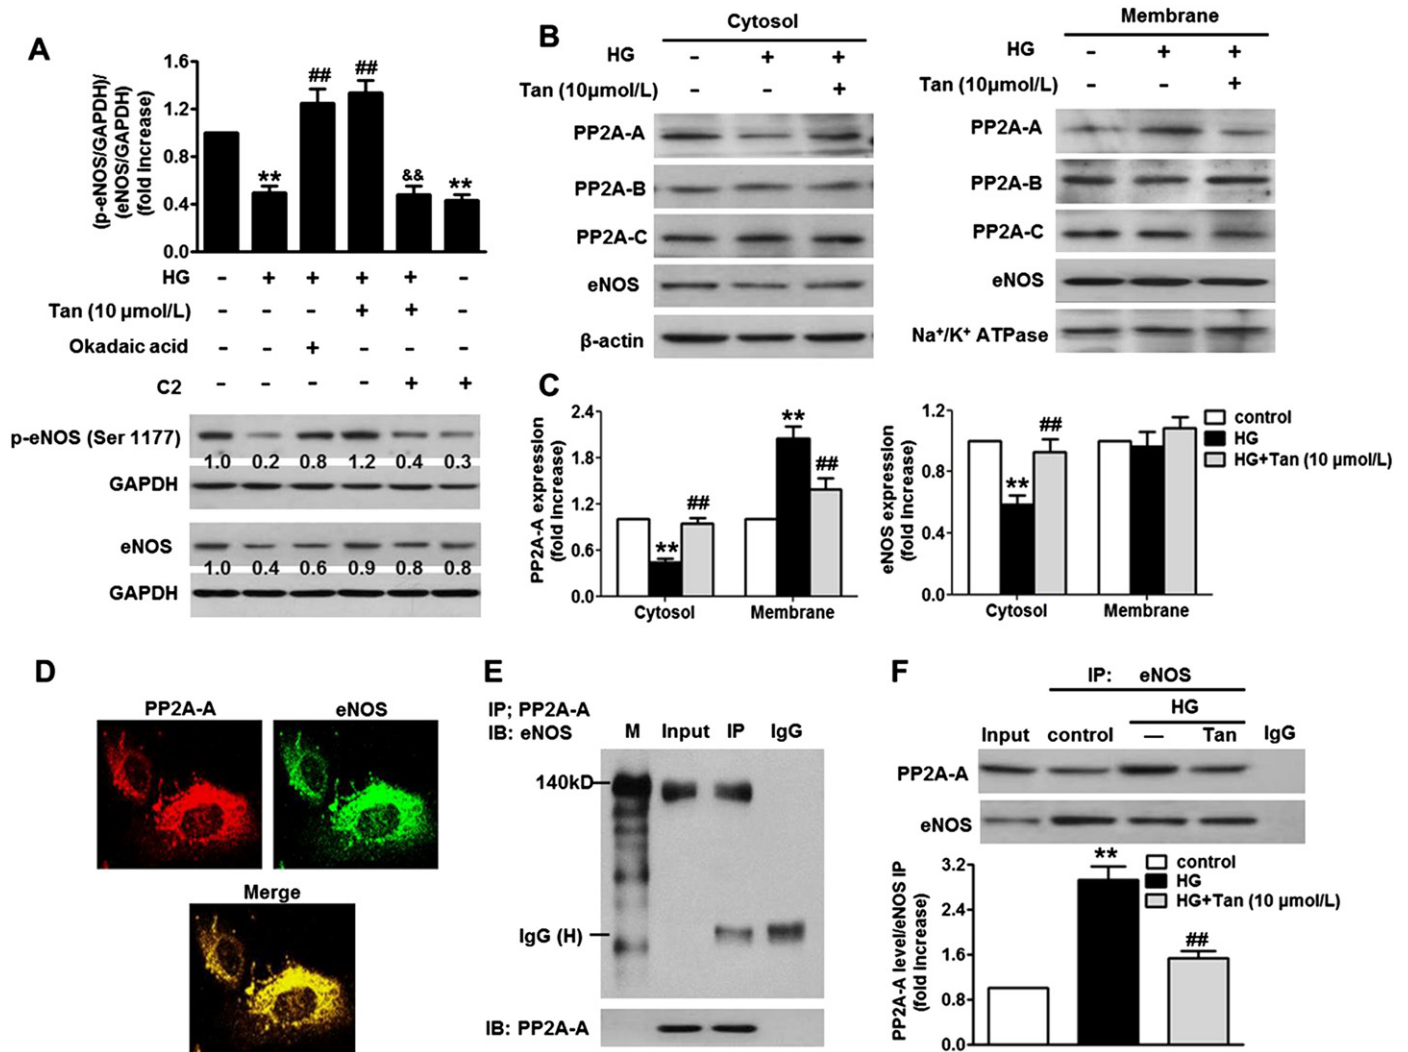 A
(p-eNOS/GAPDH)/
(eNOS/GAPDH)
(fold Increase)
1.6
1.2
0.8
0.4
0.0
** ## ## && **
HG - + + + + -
Tan (10 µmol/L) - - - + + -
Okadaic acid - - + - - -
C2 - - - - + +
p-eNOS (Ser 1177)
1.0 0.2 0.8 1.2 0.4 0.3
GAPDH
eNOS
1.0 0.4 0.6 0.9 0.8 0.8
GAPDH
B
Cytosol
HG - + +
Tan (10µmol/L) - - +
PP2A-A
PP2A-B
PP2A-C
eNOS
β-actin
Membrane
HG - + +
Tan (10µmol/L) - - +
PP2A-A
PP2A-B
PP2A-C
eNOS
Na⁺/K⁺ ATPase
C
PP2A-A expression
(fold Increase)
2.4
1.8
1.2
0.6
0.0
** ## ** ##
Cytosol Membrane
eNOS expression
(fold Increase)
1.2
0.8
0.4
0.0
** ##
Cytosol Membrane
control
HG
HG+Tan (10 µmol/L)
D
PP2A-A eNOS
Merge
E
IP; PP2A-A
IB: eNOS M Input IP IgG
140kD
IgG (H)
IB: PP2A-A
F
IP: eNOS
HG
Input control — Tan IgG
PP2A-A
eNOS
PP2A-A level/eNOS IP
(fold Increase)
3.2
2.4
1.6
0.8
0.0
** ##
control
HG
HG+Tan (10 µmol/L)